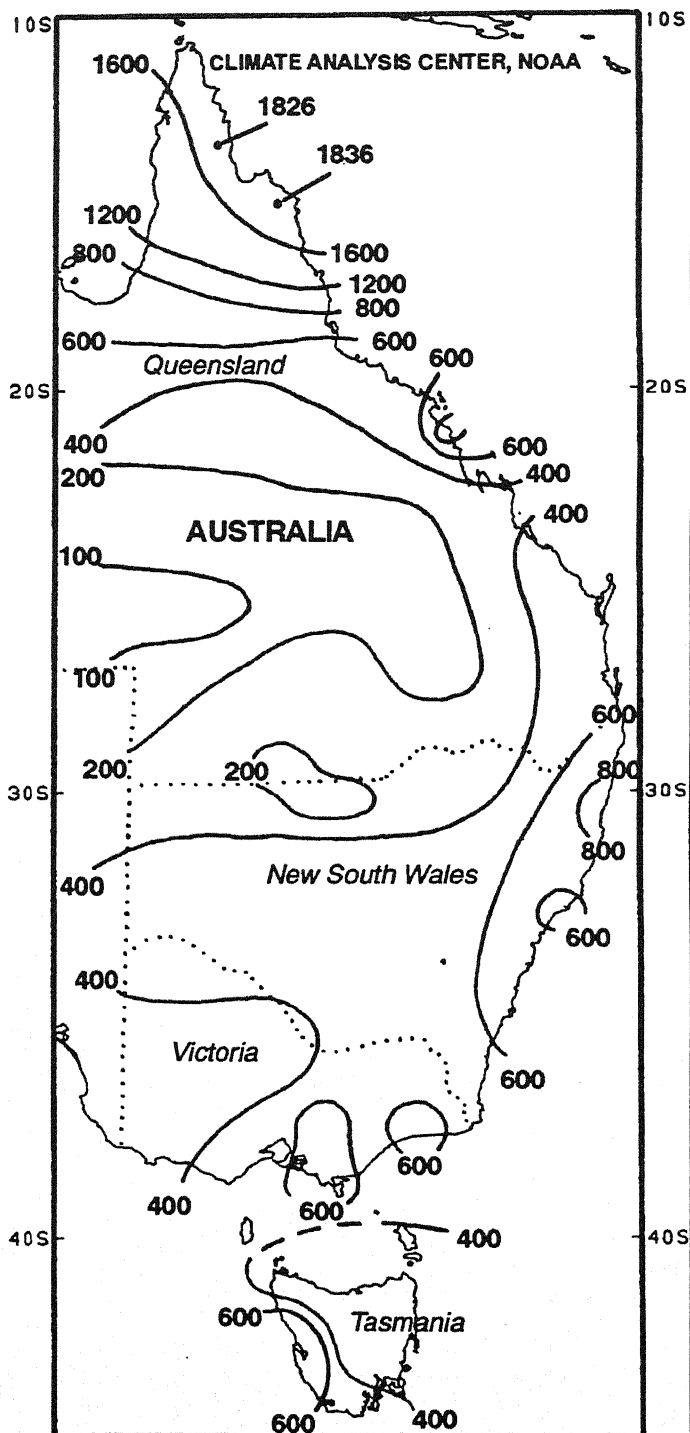 10S
10S
CLIMATE ANALYSIS CENTER, NOAA
1600
1826
1836
1200
800
1600
1200
800
600
600
600
Queensland
20S
20S
400
600
400
200
400
AUSTRALIA
100
100
600
200
200
800
30S
30S
800
New South Wales
400
600
400
Victoria
600
600
400
600
400
40S
40S
600
Tasmania
600
400